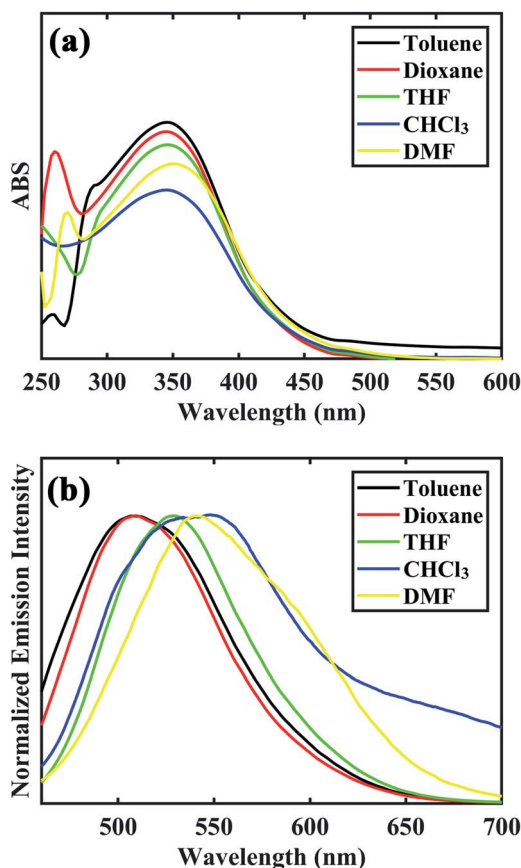 (a)
Toluene
Dioxane
THF
CHCl₃
DMF
ABS
250 300 350 400 450 500 550 600
Wavelength (nm)
(b)
Toluene
Dioxane
THF
CHCl₃
DMF
Normalized Emission Intensity
500 550 600 650 700
Wavelength (nm)